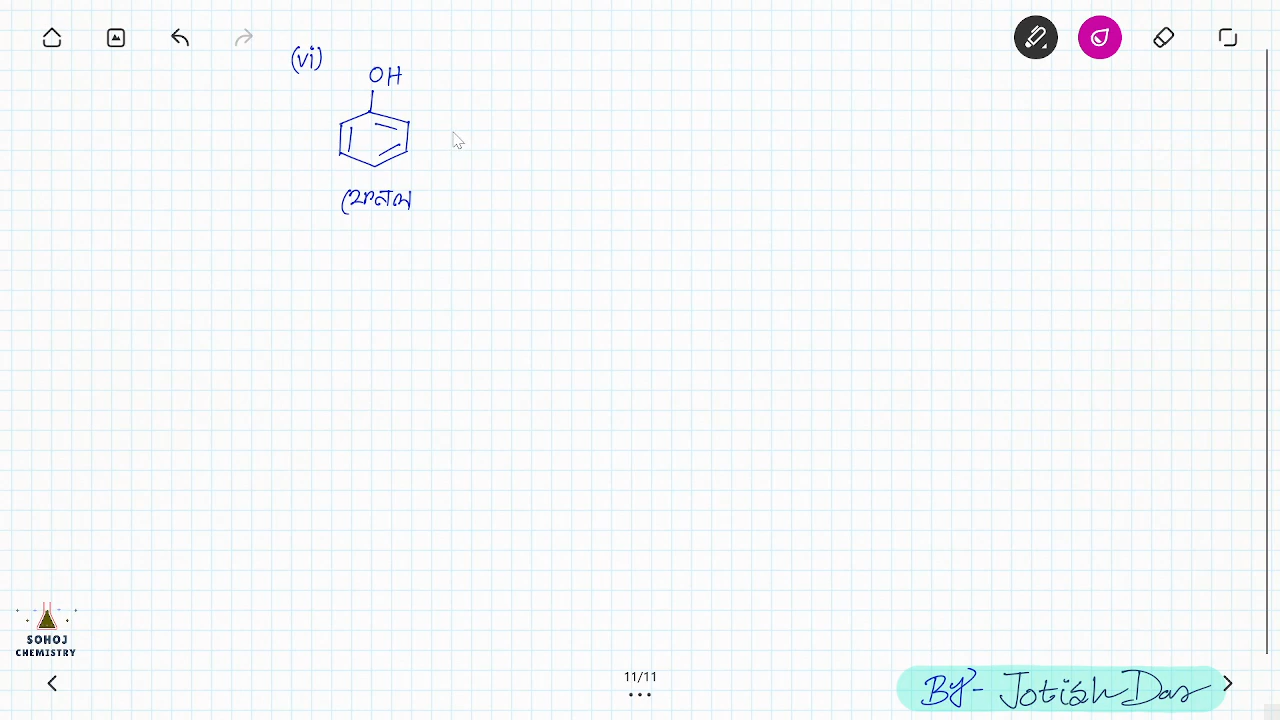 (vi)
OH
ফেনল
SOHOJ
CHEMISTRY
11/11
By- Jotish Das